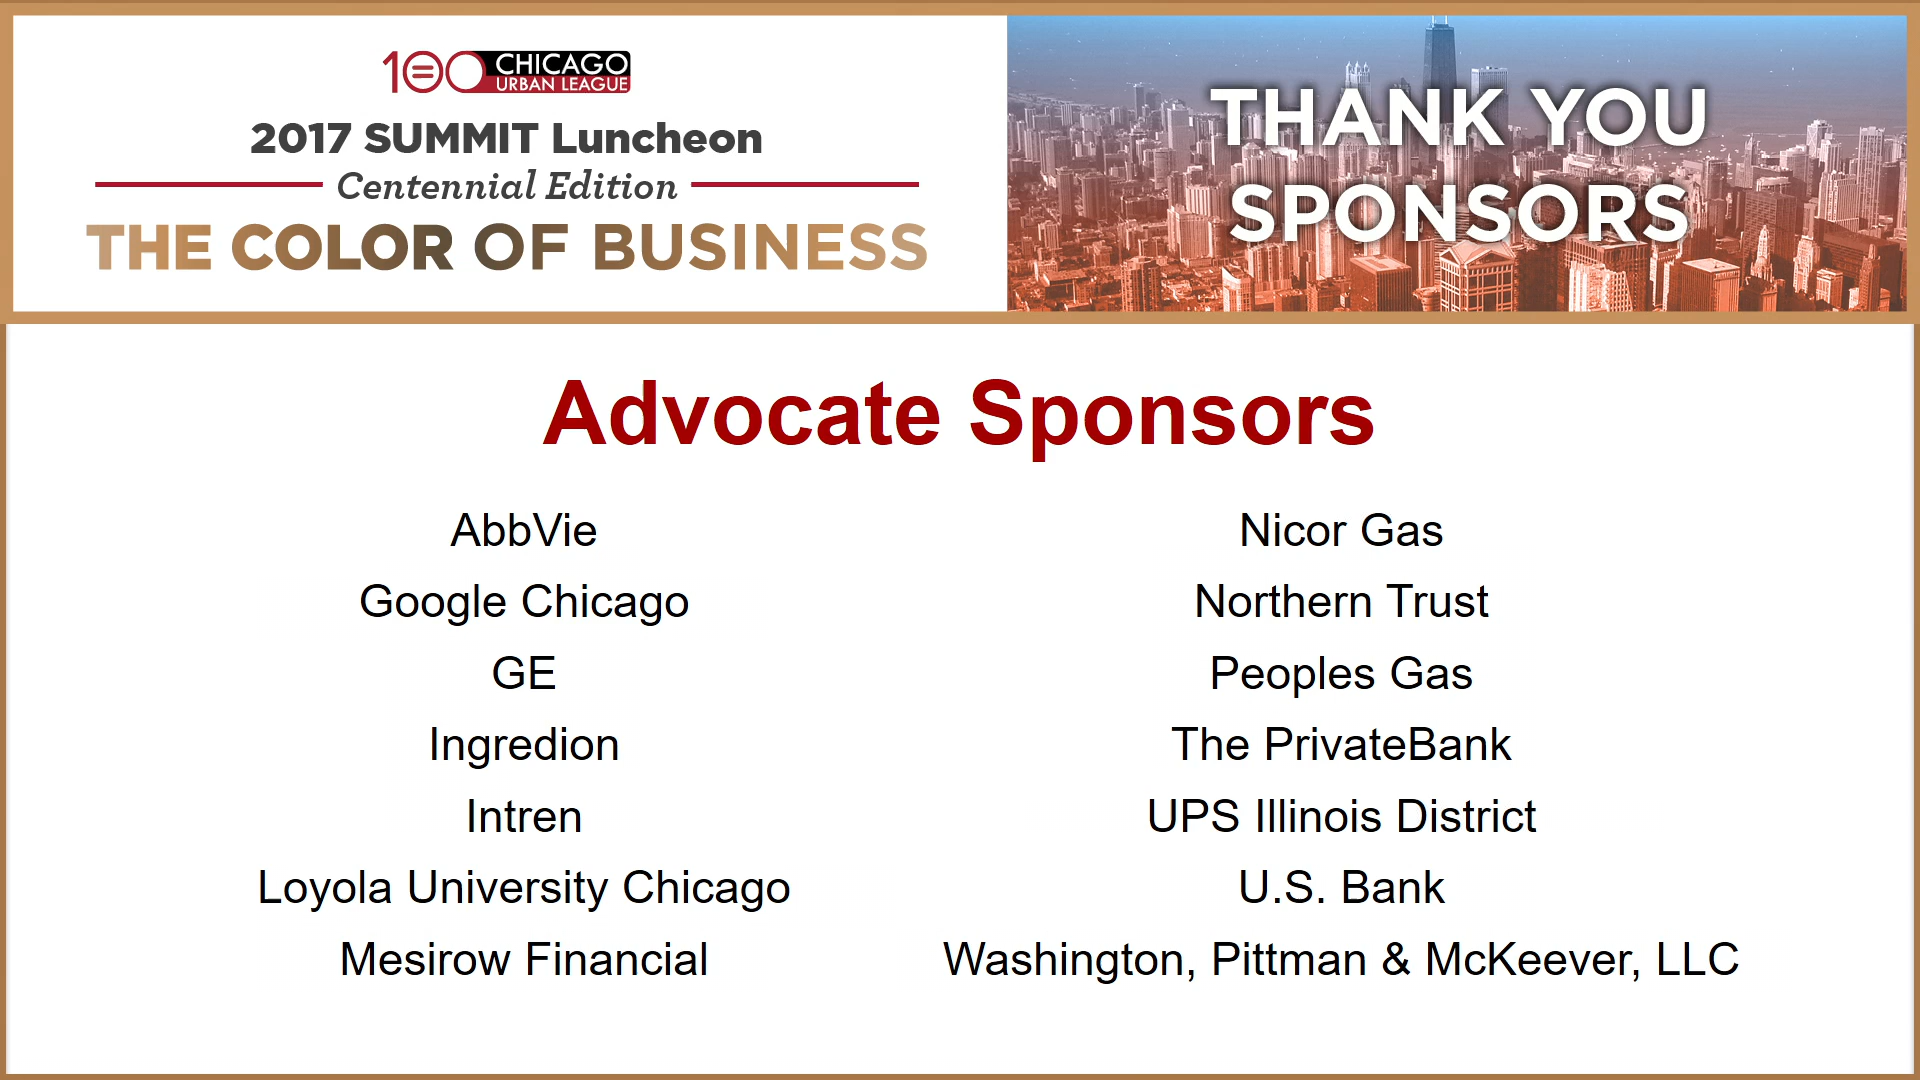 100 CHICAGO
URBAN LEAGUE
2017 SUMMIT Luncheon
Centennial Edition
THE COLOR OF BUSINESS
THANK YOU
SPONSORS
Advocate Sponsors
AbbVie
Google Chicago
GE
Ingredion
Intren
Loyola University Chicago
Mesirow Financial
Nicor Gas
Northern Trust
Peoples Gas
The PrivateBank
UPS Illinois District
U.S. Bank
Washington, Pittman & McKeever, LLC